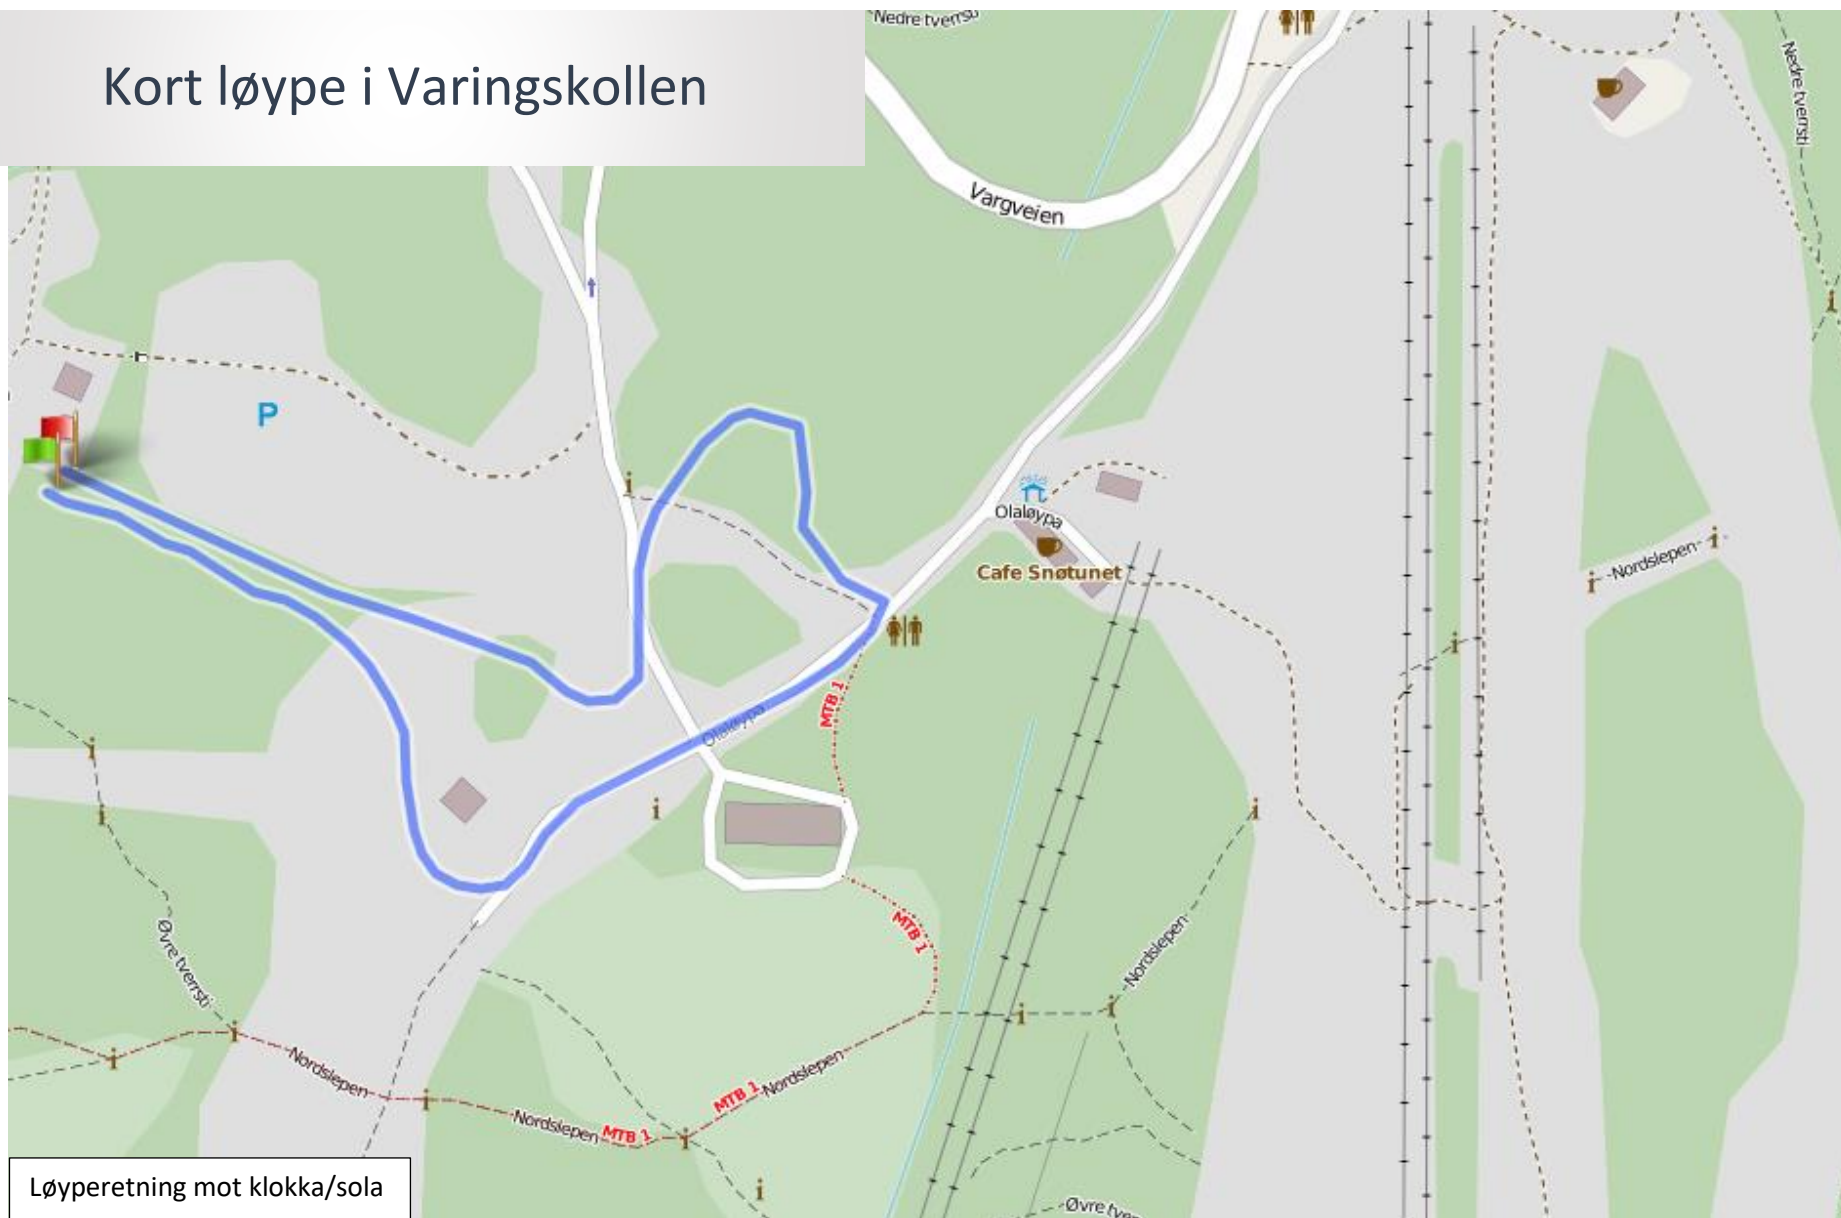 Kort løype i Varingskollen
Nedre tverrsti
Nedre tverrsti
Vargveien
P
Olaløypa
Cafe Snøtunet
Nordslepen
MTB 1
Olaløypa
MTB 1
Nordslepen
Øvre tverrsti
Nordslepen
MTB 1
Nordslepen
Nordslepen
MTB 1
Øvre tver
Løyperetning mot klokka/sola